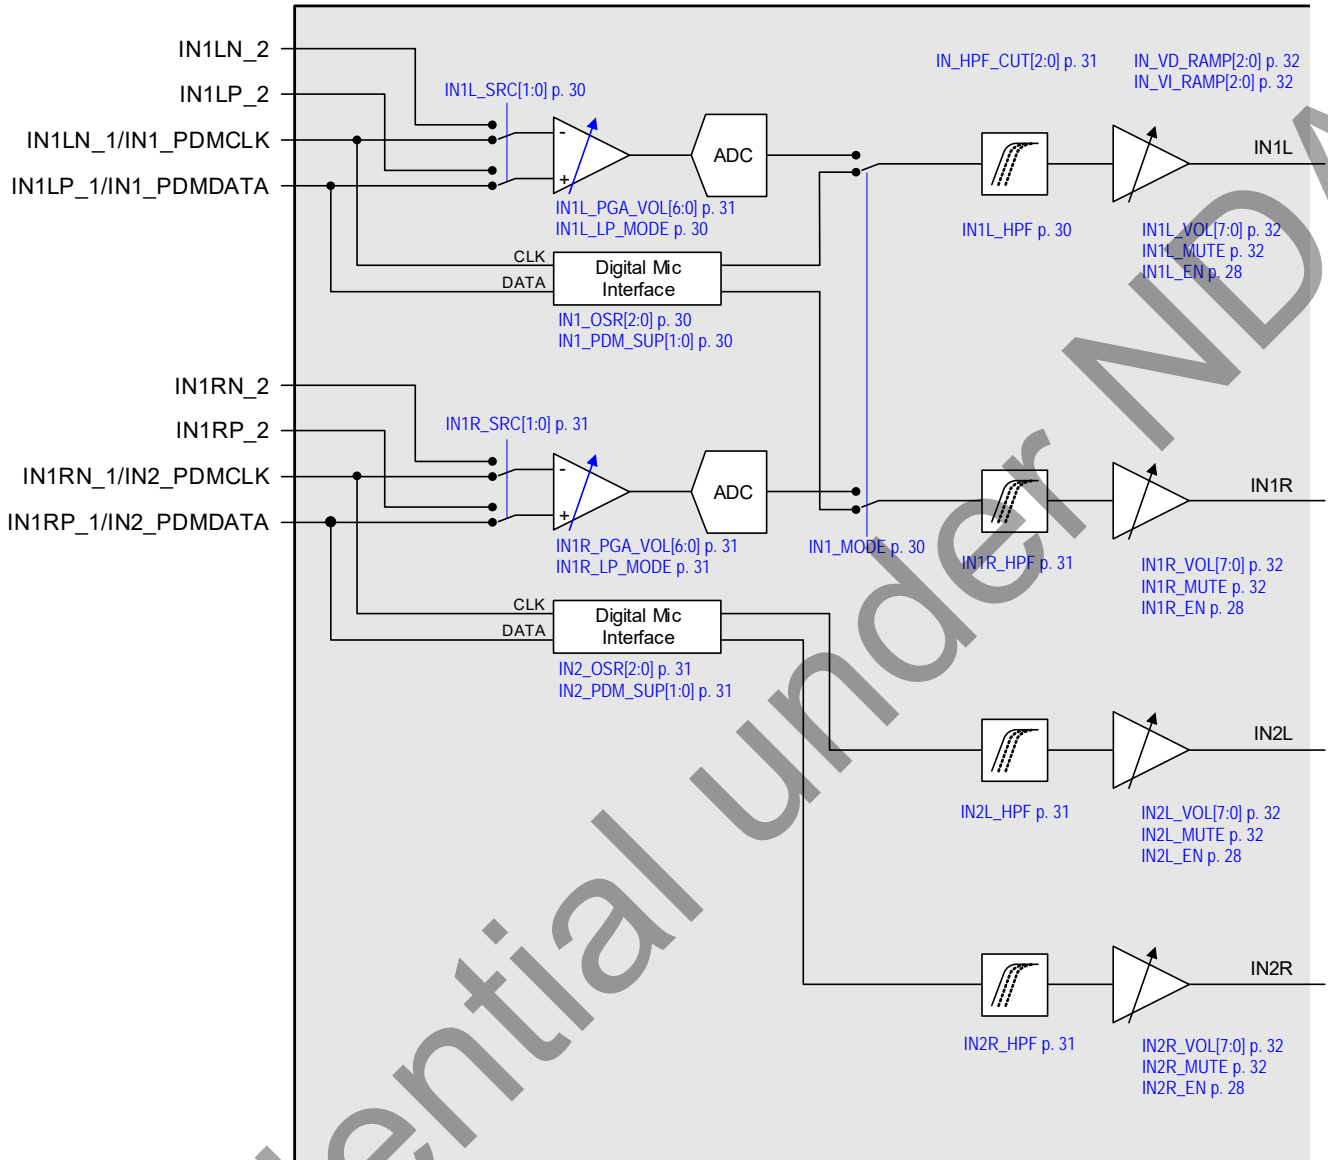 IN1LN_2
IN1LP_2
IN1LN_1/IN1_PDMCLK
IN1LP_1/IN1_PDMDATA
IN1L_SRC[1:0] p. 30
-
+
ADC
IN_HPF_CUT[2:0] p. 31
IN_VD_RAMP[2:0] p. 32
IN_VI_RAMP[2:0] p. 32
IN1L
IN1L_PGA_VOL[6:0] p. 31
IN1L_LP_MODE p. 30
IN1L_HPF p. 30
IN1L_VOL[7:0] p. 32
IN1L_MUTE p. 32
IN1L_EN p. 28
CLK
DATA
Digital Mic
Interface
IN1_OSR[2:0] p. 30
IN1_PDM_SUP[1:0] p. 30
IN1RN_2
IN1RP_2
IN1RN_1/IN2_PDMCLK
IN1RP_1/IN2_PDMDATA
IN1R_SRC[1:0] p. 31
-
+
ADC
IN1R
IN1R_PGA_VOL[6:0] p. 31
IN1R_LP_MODE p. 31
IN1_MODE p. 30
IN1R_HPF p. 31
IN1R_VOL[7:0] p. 32
IN1R_MUTE p. 32
IN1R_EN p. 28
CLK
DATA
Digital Mic
Interface
IN2_OSR[2:0] p. 31
IN2_PDM_SUP[1:0] p. 31
IN2L
IN2L_HPF p. 31
IN2L_VOL[7:0] p. 32
IN2L_MUTE p. 32
IN2L_EN p. 28
IN2R
IN2R_HPF p. 31
IN2R_VOL[7:0] p. 32
IN2R_MUTE p. 32
IN2R_EN p. 28
dential under NDA